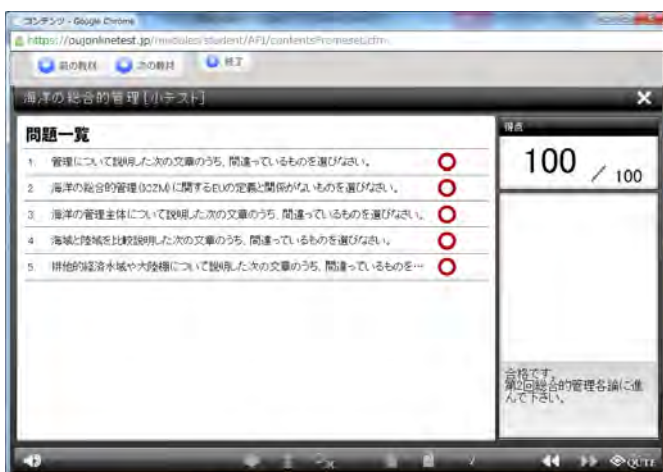 コンテンツ - Google Chrome
https://oujonknetest.jp/modules/student/API/contentsFrameset.cfm
前の教材 次の教材 終了
海洋の総合的管理 [小テスト]
問題一覧
1 管理について説明した次の文章のうち、間違っているものを選びなさい。
2 海洋の総合的管理(ICZM)に関するEUの定義と関係がないものを選びなさい。
3 海洋の管理主体について説明した次の文章のうち、間違っているものを選びなさい。
4 海域と陸域を比較説明した次の文章のうち、間違っているものを選びなさい。
5 排他的経済水域や大陸棚について説明した次の文章のうち、間違っているものを…
得点
100 / 100
合格です。
第2回総合的管理各論に進
んで下さい。
QUTE